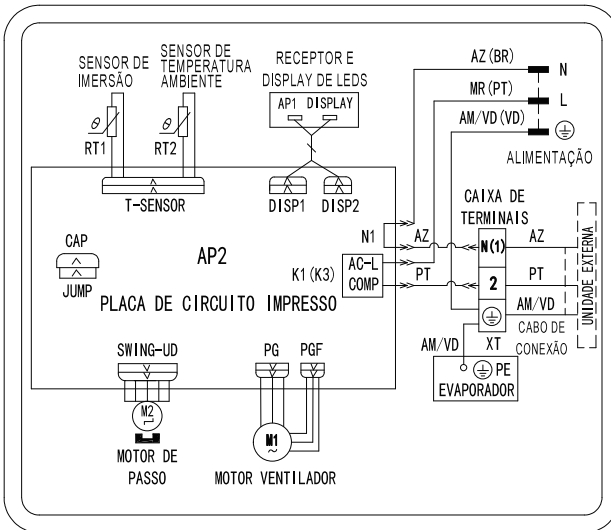 SENSOR DE
IMERSÃO
SENSOR DE
TEMPERATURA
AMBIENTE
RECEPTOR E
DISPLAY DE LEDS
AP1 DISPLAY
θ
RT1
θ
RT2
T-SENSOR
DISP1
DISP2
AZ(BR)
N
MR(PT)
L
AM/VD(VD)
ALIMENTAÇÃO
CAIXA DE
TERMINAIS
N1
AZ
N(1)
AZ
K1(K3)
AC-L
COMP
PT
2
PT
AM/VD
UNIDADE EXTERNA
CABO DE
CONEXÃO
XT
AM/VD
PE
EVAPORADOR
CAP
JUMP
AP2
PLACA DE CIRCUITO IMPRESSO
SWING-UD
PG
PGF
M2
M1
~
MOTOR DE
PASSO
MOTOR VENTILADOR